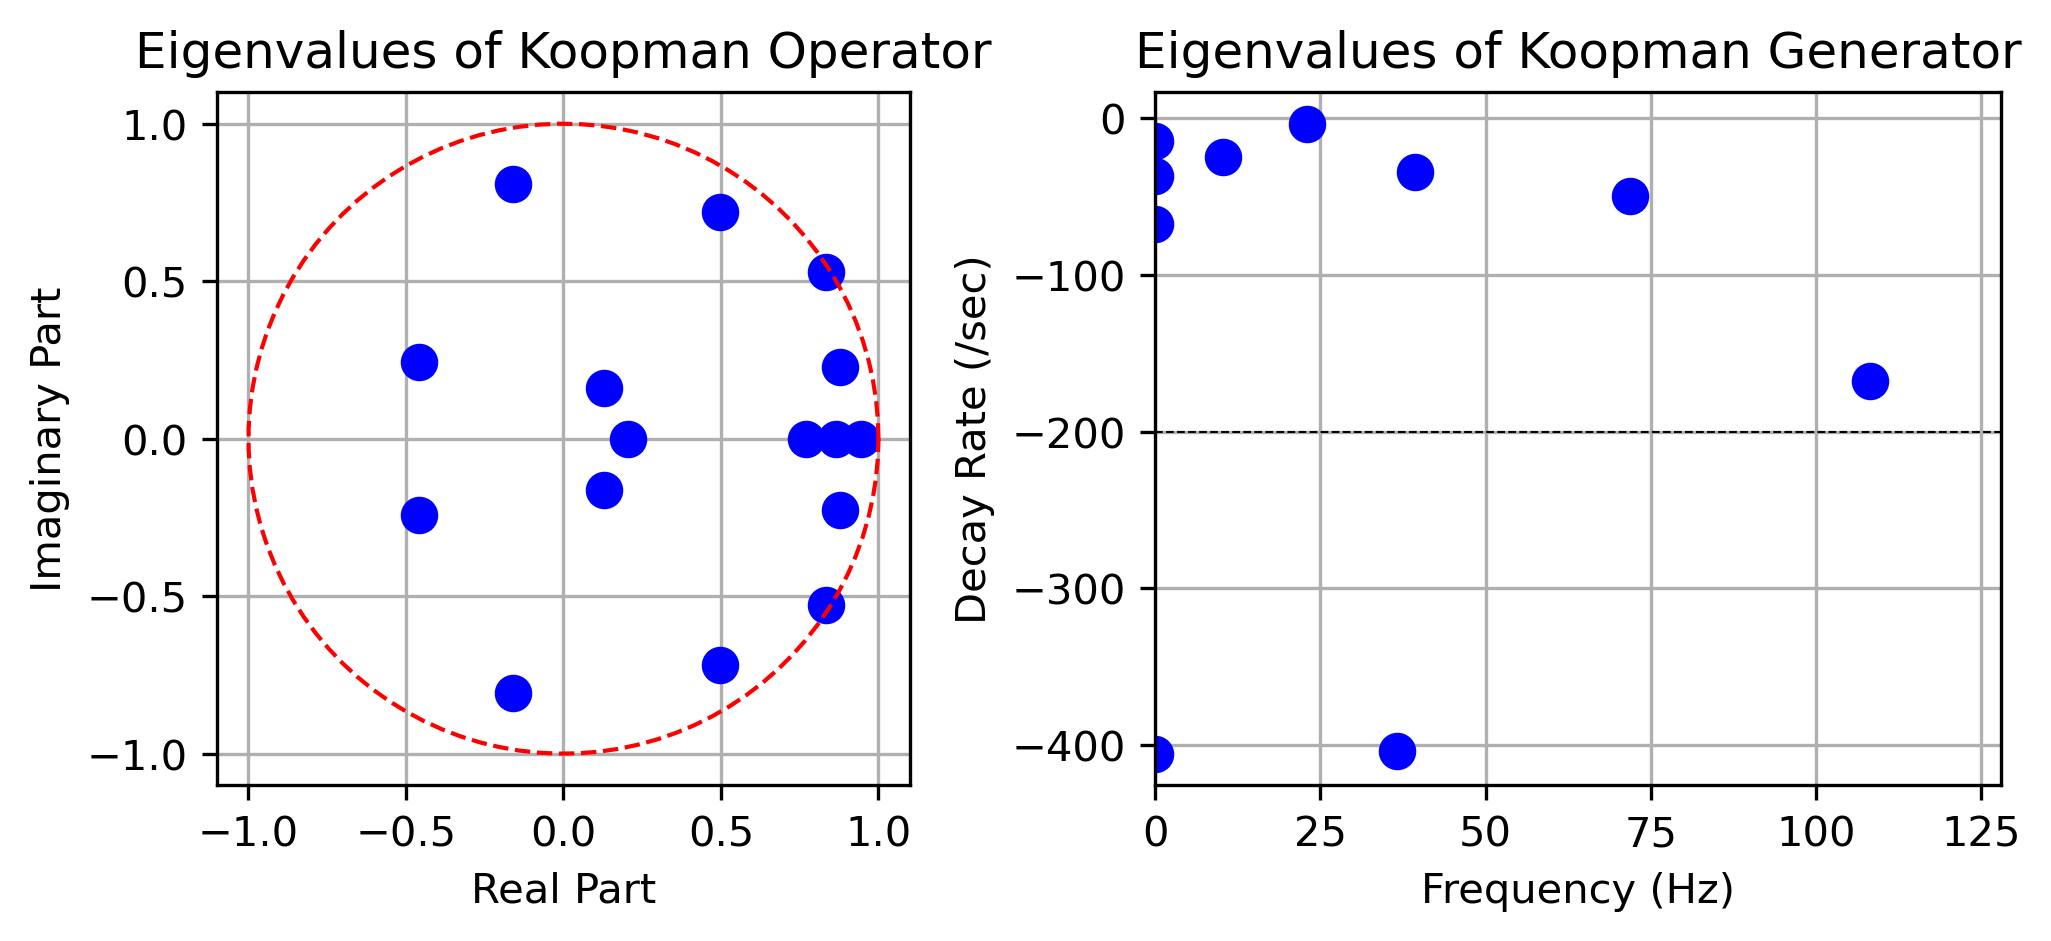 Eigenvalues of Koopman Operator
1.0
0.5
0.0
−0.5
−1.0
Imaginary Part
−1.0 −0.5 0.0 0.5 1.0
Real Part
Eigenvalues of Koopman Generator
0
−100
−200
−300
−400
Decay Rate (/sec)
0 25 50 75 100 125
Frequency (Hz)